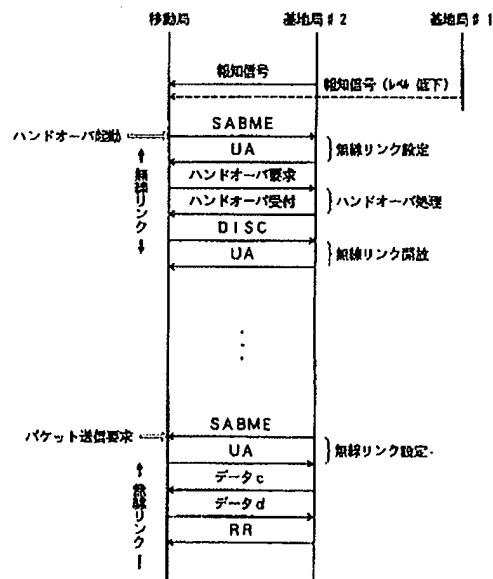 移動局 基地局#2 基地局#1
報知信号
報知信号(レベル 低下)
ハンドオーバ起動
SABME
UA
無線リンク設定
ハンドオーバ要求
ハンドオーバ受付
ハンドオーバ処理
無線リンク
DISC
UA
無線リンク開放
パケット送信要求
SABME
UA
無線リンク設定
データc
データd
RR
無線リンク